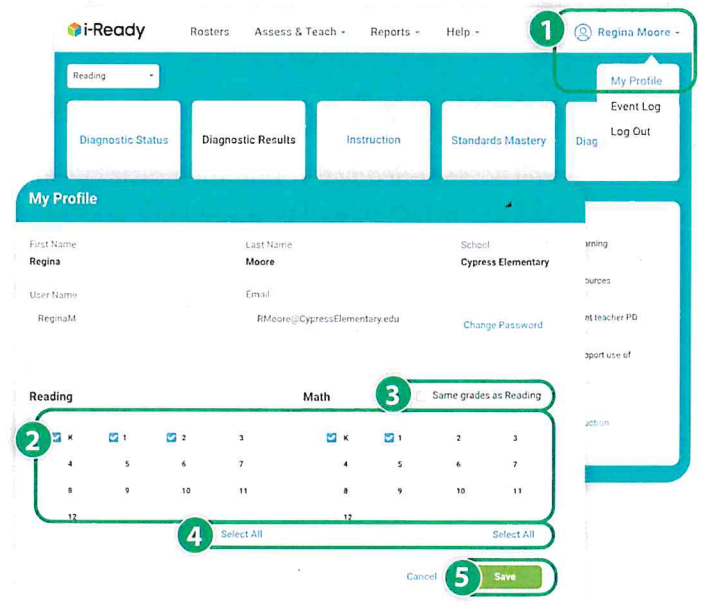 i-Ready Rosters Assess & Teach Reports Help 1 Regina Moore
Reading My Profile
Event Log
Diagnostic Status Diagnostic Results Instruction Standards Mastery Diag Log Out
My Profile
First Name Last Name School
Regina Moore Cypress Elementary
User Name Email
ReginaM RMoore@CypressElementary.edu Change Password
nt teacher PD
pport use of
Reading Math 3 Same grades as Reading
2 K 1 2 3 K 1 2 3
4 5 6 7 4 5 6 7
8 9 10 11 8 9 10 11
12 12
4 Select All Select All
Cancel 5 Save